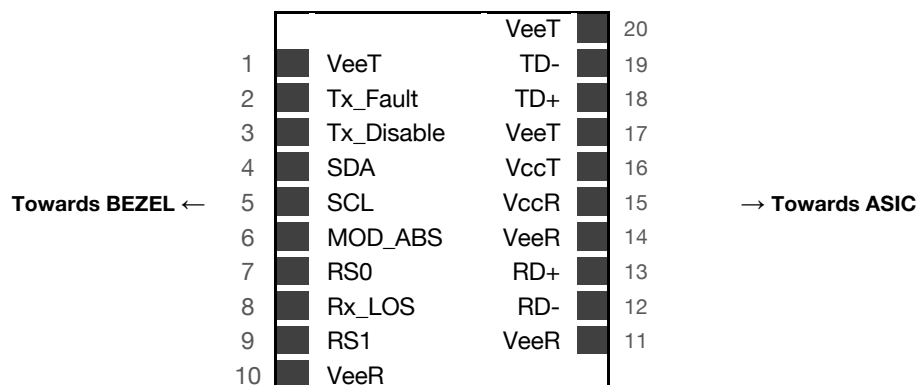 VeeT 20
1 VeeT TD- 19
2 Tx_Fault TD+ 18
3 Tx_Disable VeeT 17
4 SDA VccT 16
Towards BEZEL ← 5 SCL VccR 15 → Towards ASIC
6 MOD_ABS VeeR 14
7 RS0 RD+ 13
8 Rx_LOS RD- 12
9 RS1 VeeR 11
10 VeeR